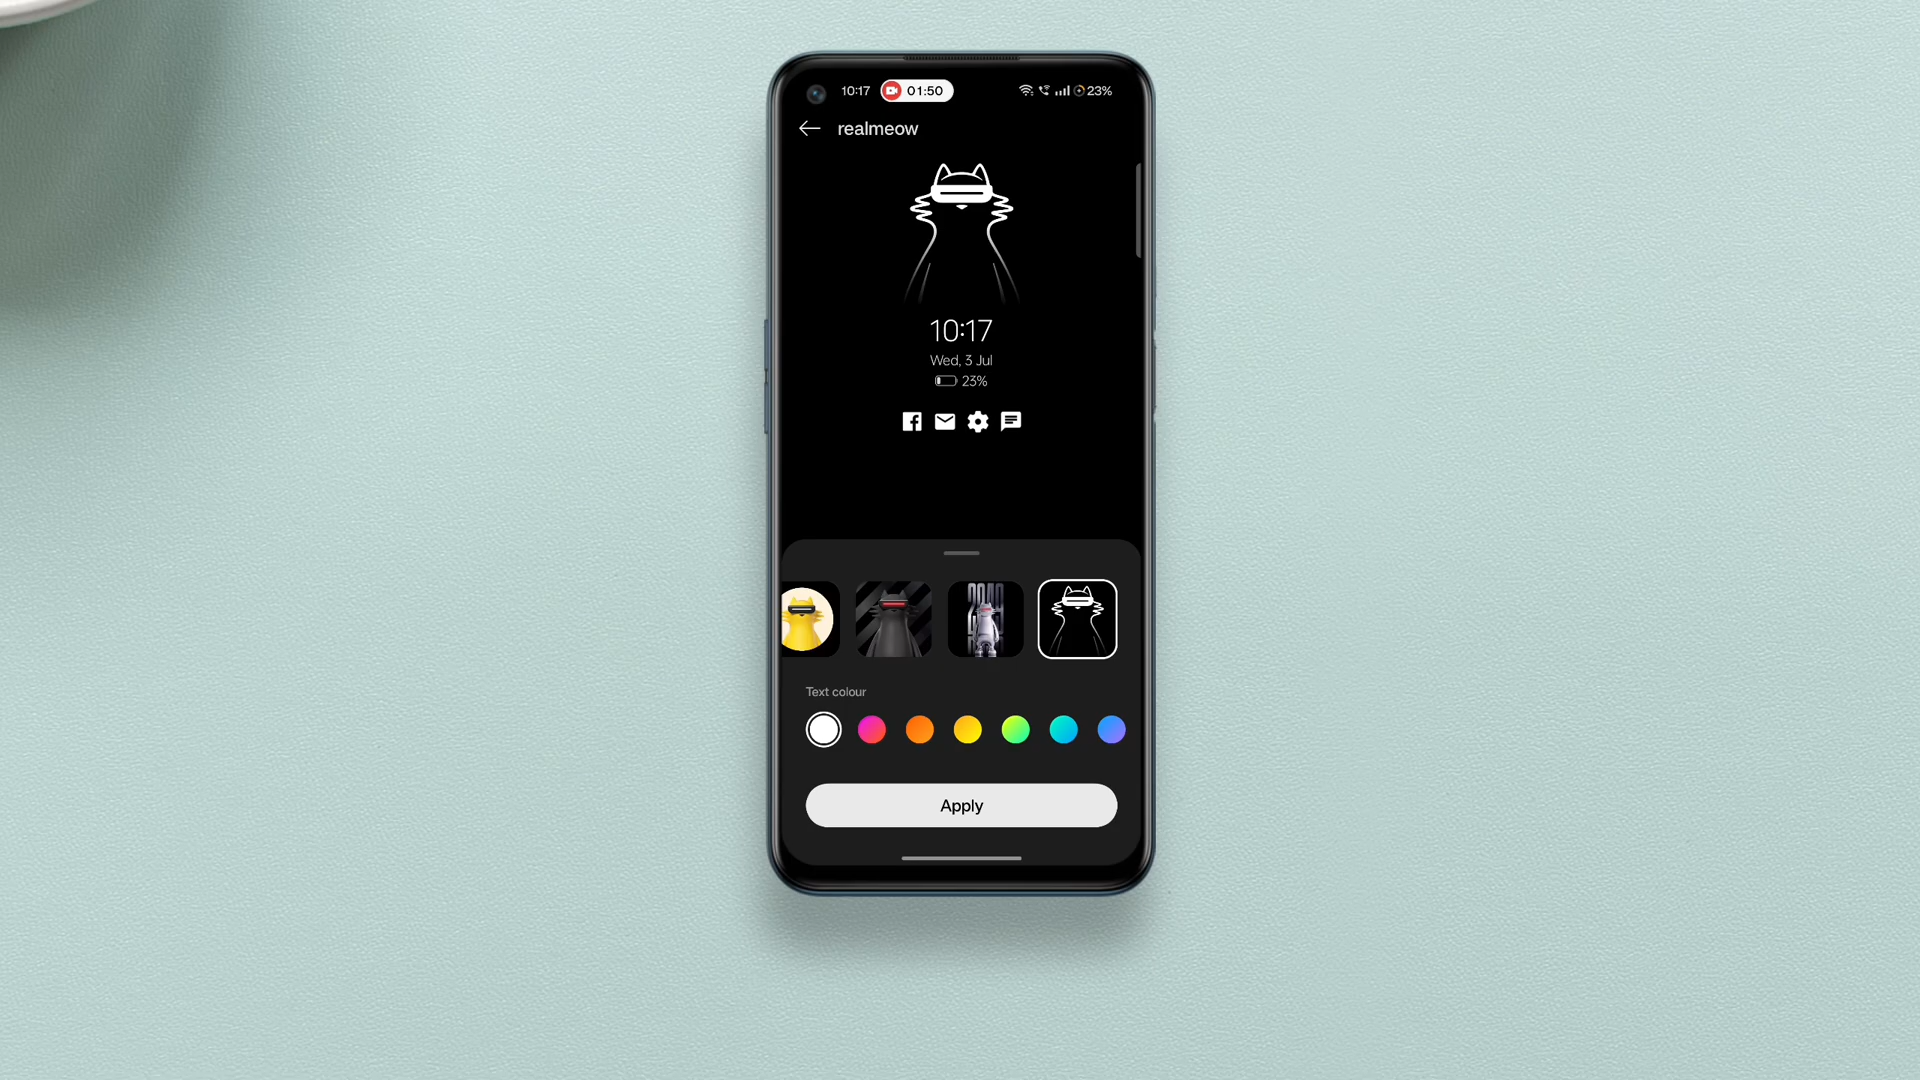 10:17 01:50 23%
realmeow
10:17
Wed, 3 Jul
23%
Text colour
Apply